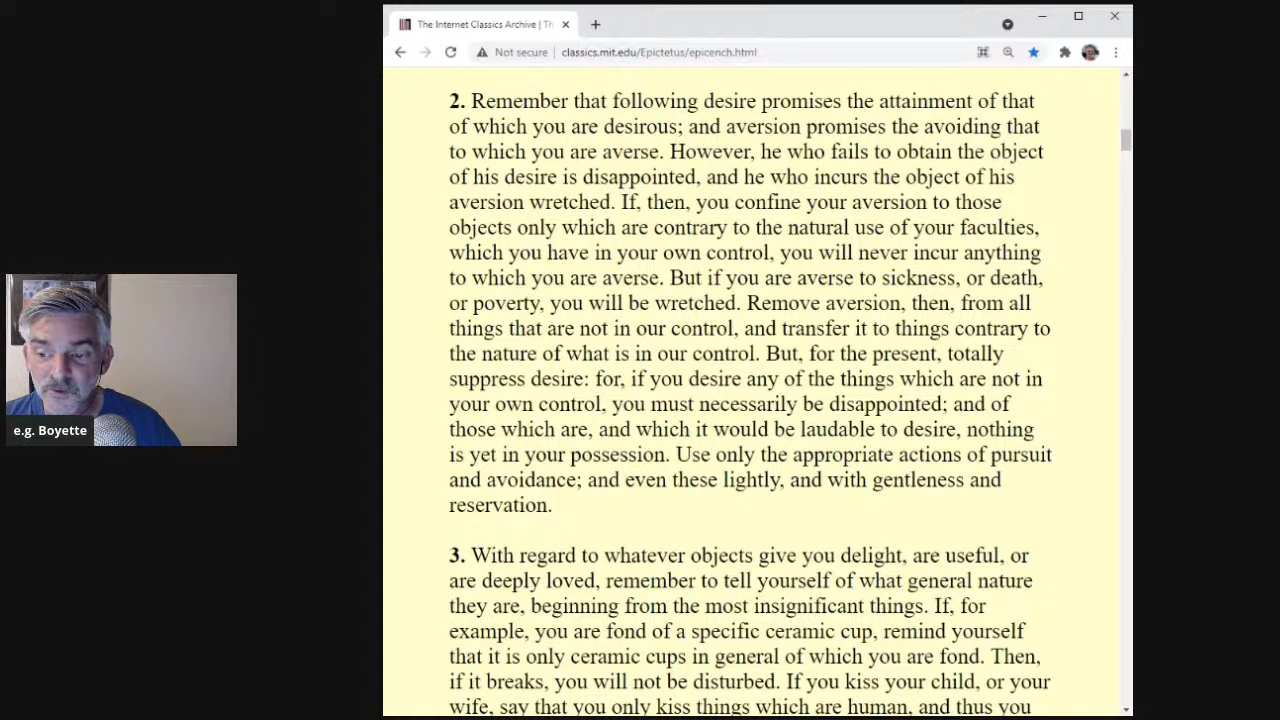 The Internet Classics Archive | Th
Not secure
classics.mit.edu/Epictetus/epicench.html
2. Remember that following desire promises the attainment of that
of which you are desirous; and aversion promises the avoiding that
to which you are averse. However, he who fails to obtain the object
of his desire is disappointed, and he who incurs the object of his
aversion wretched. If, then, you confine your aversion to those
objects only which are contrary to the natural use of your faculties,
which you have in your own control, you will never incur anything
to which you are averse. But if you are averse to sickness, or death,
or poverty, you will be wretched. Remove aversion, then, from all
things that are not in our control, and transfer it to things contrary to
the nature of what is in our control. But, for the present, totally
suppress desire: for, if you desire any of the things which are not in
your own control, you must necessarily be disappointed; and of
those which are, and which it would be laudable to desire, nothing
is yet in your possession. Use only the appropriate actions of pursuit
and avoidance; and even these lightly, and with gentleness and
reservation.
3. With regard to whatever objects give you delight, are useful, or
are deeply loved, remember to tell yourself of what general nature
they are, beginning from the most insignificant things. If, for
example, you are fond of a specific ceramic cup, remind yourself
that it is only ceramic cups in general of which you are fond. Then,
if it breaks, you will not be disturbed. If you kiss your child, or your
wife, say that you only kiss things which are human, and thus you
e.g. Boyette